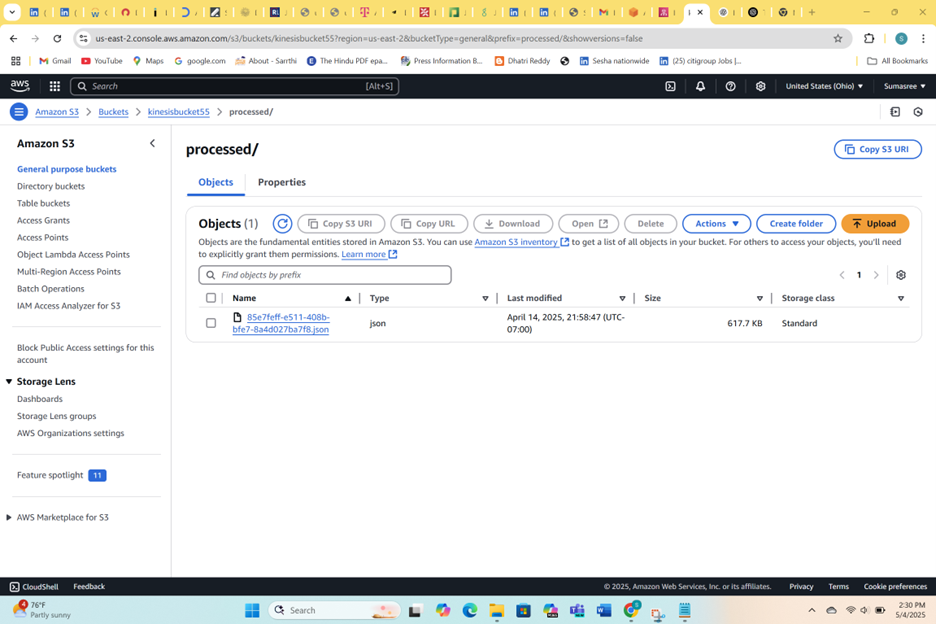 us-east-2.console.aws.amazon.com/s3/buckets/kinesisbucket55?region=us-east-2&bucketType=general&prefix=processed/&showversions=false
Gmail YouTube Maps google.com About - Sarthi The Hindu PDF epa... Press Information B... Dhatri Reddy Sesha nationwide (25) citigroup Jobs |... All Bookmarks
aws Search [Alt+S] United States (Ohio) Sumasree
Amazon S3 Buckets kinesisbucket55 processed/
Amazon S3
General purpose buckets
Directory buckets
Table buckets
Access Grants
Access Points
Object Lambda Access Points
Multi-Region Access Points
Batch Operations
IAM Access Analyzer for S3
Block Public Access settings for this
account
Storage Lens
Dashboards
Storage Lens groups
AWS Organizations settings
Feature spotlight 11
AWS Marketplace for S3
processed/
Copy S3 URI
Objects Properties
Objects (1)
Copy S3 URI Copy URL Download Open Delete Actions Create folder Upload
Objects are the fundamental entities stored in Amazon S3. You can use Amazon S3 inventory to get a list of all objects in your bucket. For others to access your objects, you'll need
to explicitly grant them permissions. Learn more
Find objects by prefix
1
Name Type Last modified Size Storage class
85e7feff-e511-408b-
bfe7-8a4d027ba7f8.json
json
April 14, 2025, 21:58:47 (UTC-
07:00)
617.7 KB
Standard
CloudShell Feedback © 2025, Amazon Web Services, Inc. or its affiliates. Privacy Terms Cookie preferences
4
76°F
Partly sunny
Search
2:30 PM
5/4/2025